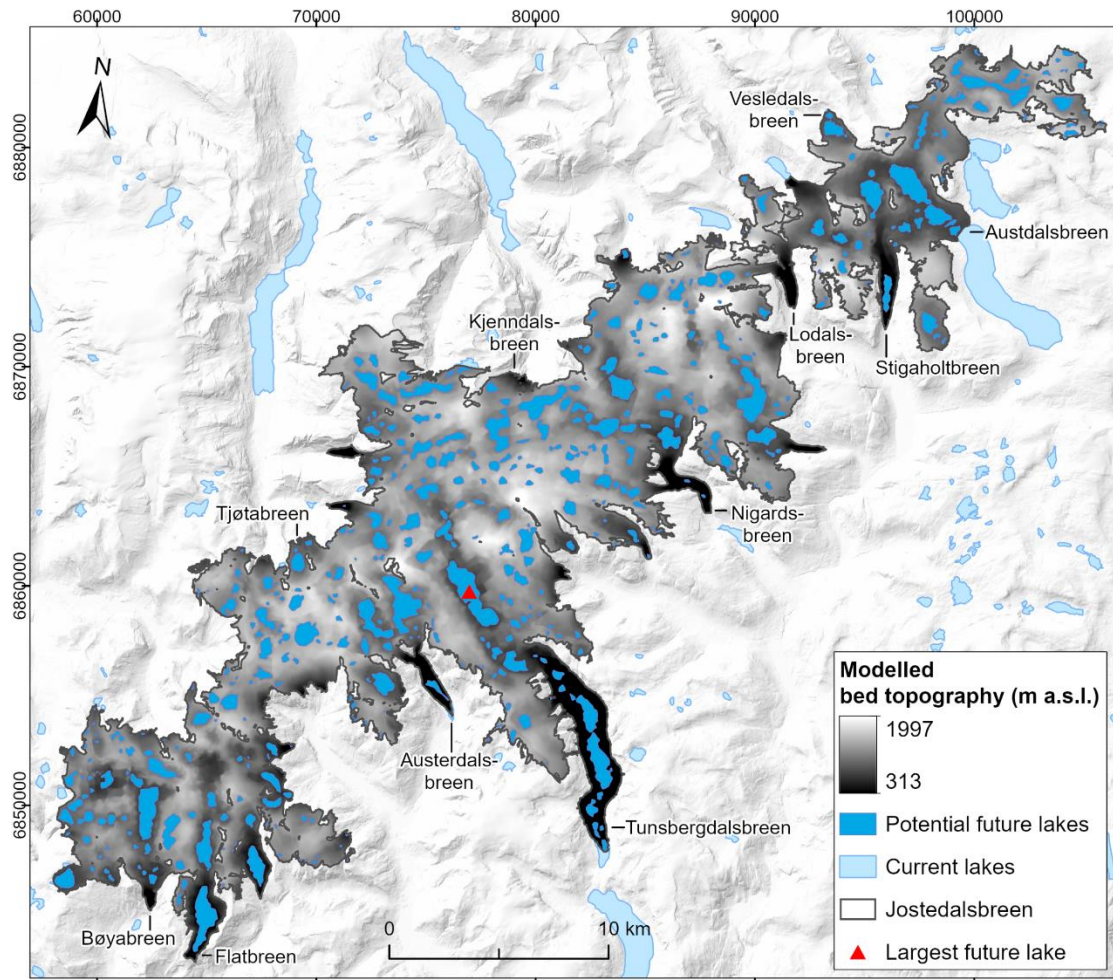 60000
70000
80000
90000
100000
N
6880000
6870000
6860000
6850000
Vesledals-
breen
Austdalsbreen
Kjenndals-
breen
Lodals-
breen
Stigaholtbreen
Tjøtabreen
Nigards-
breen
Austerdals-
breen
Tunsbergdalsbreen
Bøyabreen
Flatbreen
0
10 km
Modelled
bed topography (m a.s.l.)
1997
313
Potential future lakes
Current lakes
Jostedalsbreen
Largest future lake